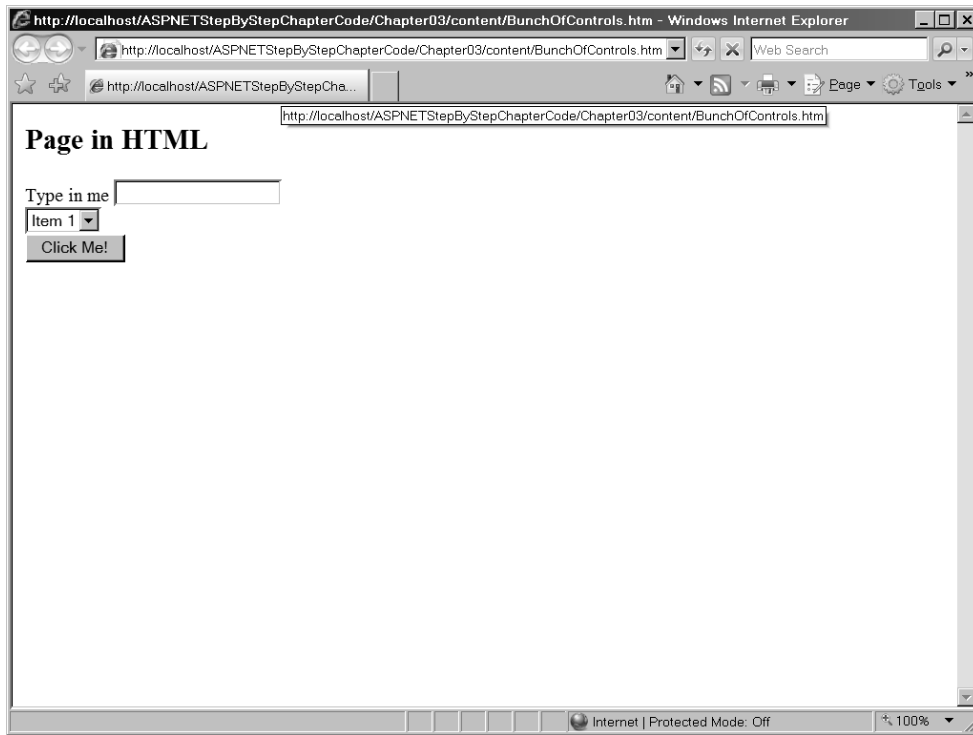 http://localhost/ASPNETStepByStepChapterCode/Chapter03/content/BunchOfControls.htm - Windows Internet Explorer
http://localhost/ASPNETStepByStepChapterCode/Chapter03/content/BunchOfControls.htm
Web Search
http://localhost/ASPNETStepByStepCha...
Page
Tools
»
http://localhost/ASPNETStepByStepChapterCode/Chapter03/content/BunchOfControls.htm
Page in HTML
Type in me
Item 1
Click Me!
Internet | Protected Mode: Off
100%